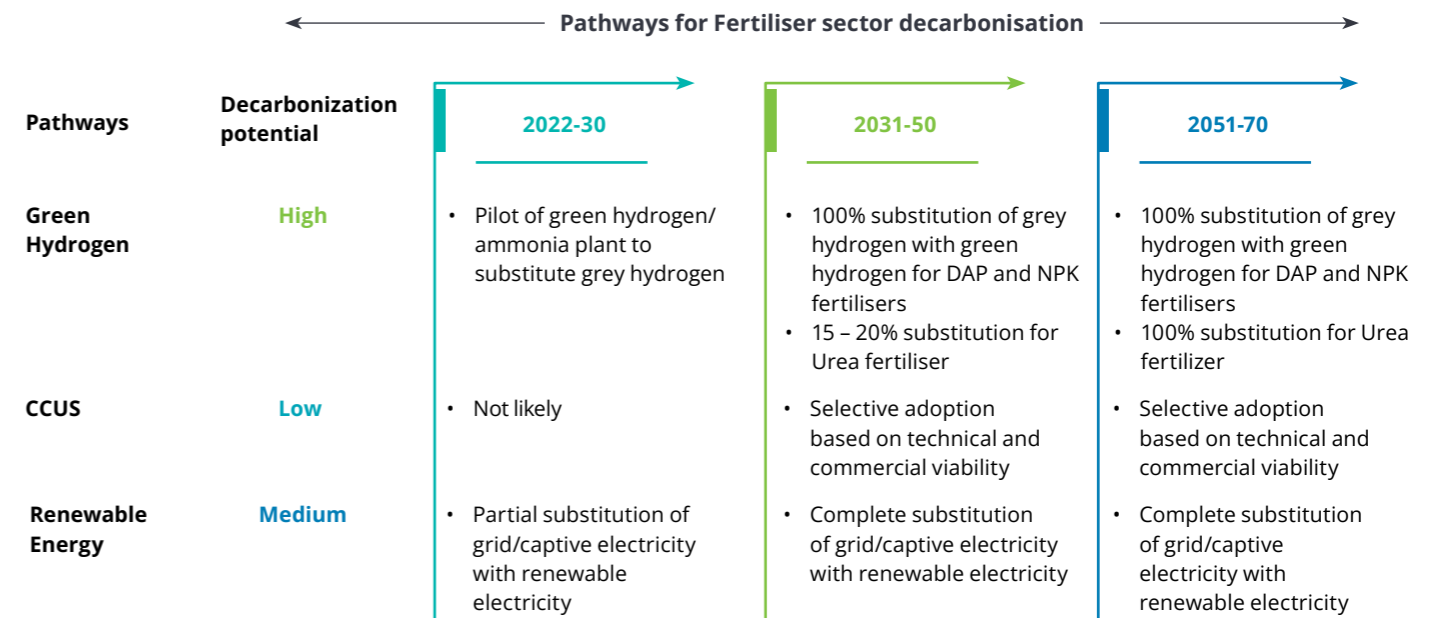 Pathways for Fertiliser sector decarbonisation
Pathways
Decarbonization
potential
2022-30
2031-50
2051-70
Green
Hydrogen
High
• Pilot of green hydrogen/
ammonia plant to
substitute grey hydrogen
• 100% substitution of grey
hydrogen with green
hydrogen for DAP and NPK
fertilisers
• 15 – 20% substitution for
Urea fertiliser
• 100% substitution of grey
hydrogen with green
hydrogen for DAP and NPK
fertilisers
• 100% substitution for Urea
fertilizer
CCUS
Low
• Not likely
• Selective adoption
based on technical and
commercial viability
• Selective adoption
based on technical and
commercial viability
Renewable
Energy
Medium
• Partial substitution of
grid/captive electricity
with renewable
electricity
• Complete substitution
of grid/captive electricity
with renewable electricity
• Complete substitution
of grid/captive
electricity with
renewable electricity